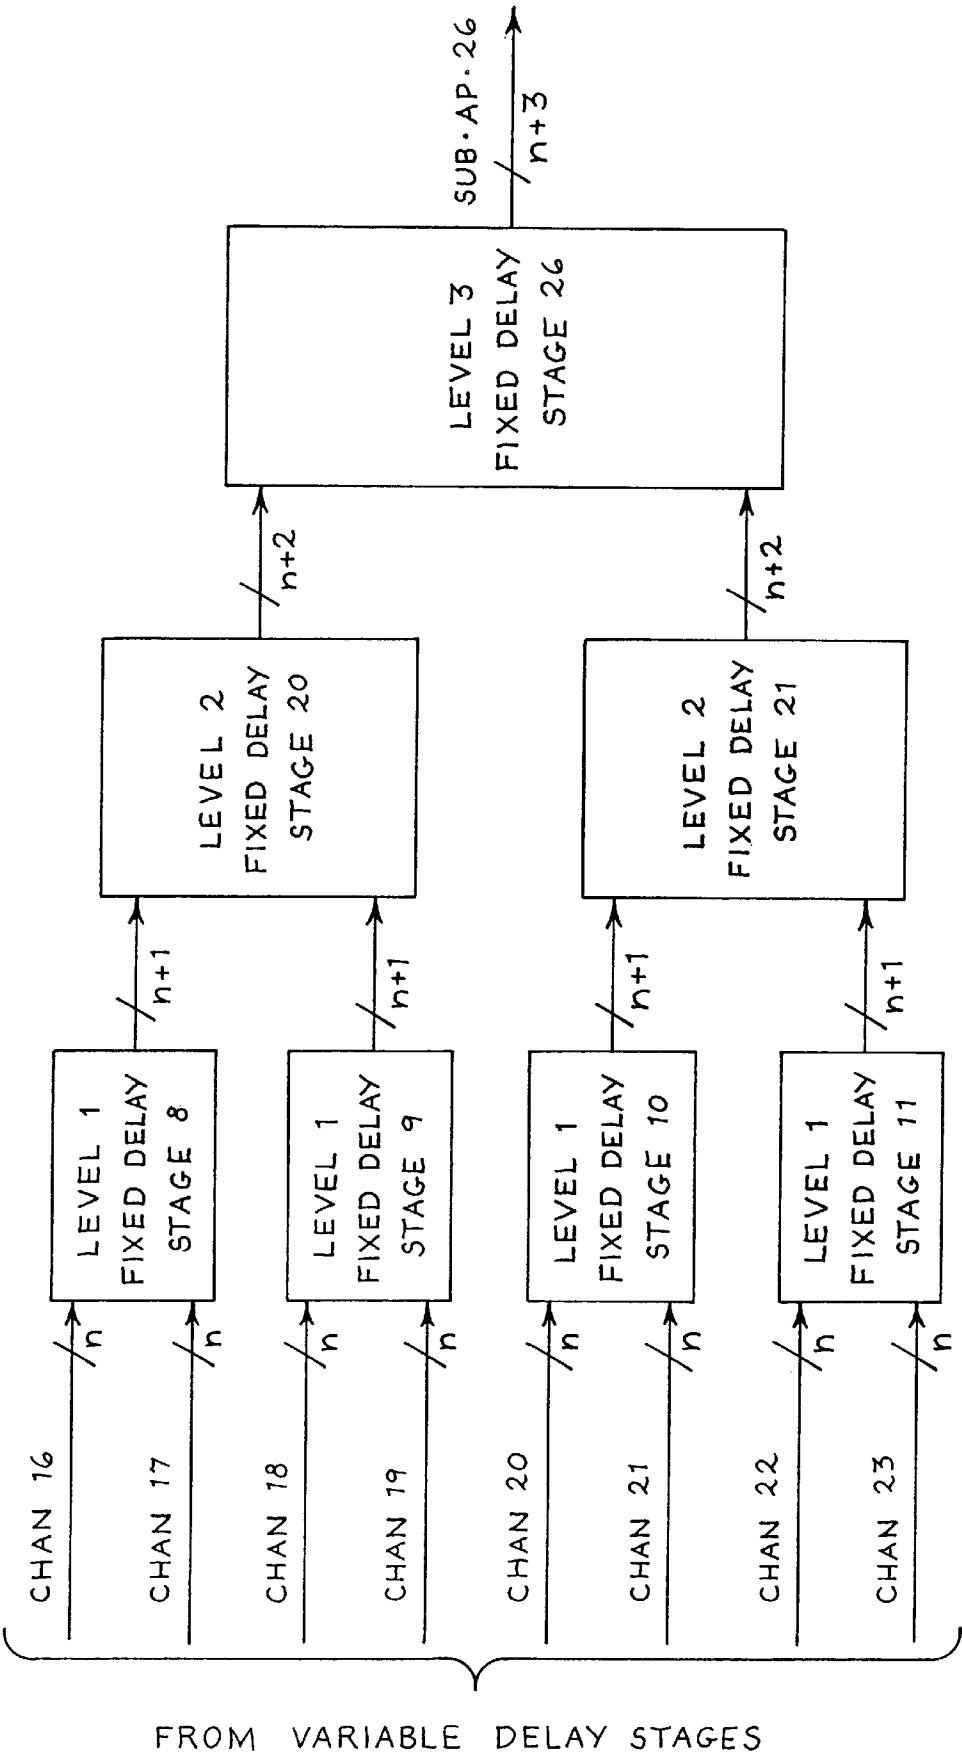 SUB·AP·26
n+3
LEVEL 3
FIXED DELAY
STAGE 26
n+2
n+2
LEVEL 2
FIXED DELAY
STAGE 20
LEVEL 2
FIXED DELAY
STAGE 21
n+1
n+1
n+1
n+1
LEVEL 1
FIXED DELAY
STAGE 8
LEVEL 1
FIXED DELAY
STAGE 9
LEVEL 1
FIXED DELAY
STAGE 10
LEVEL 1
FIXED DELAY
STAGE 11
n
n
n
n
n
n
n
n
CHAN 16
CHAN 17
CHAN 18
CHAN 19
CHAN 20
CHAN 21
CHAN 22
CHAN 23
FROM VARIABLE DELAY STAGES